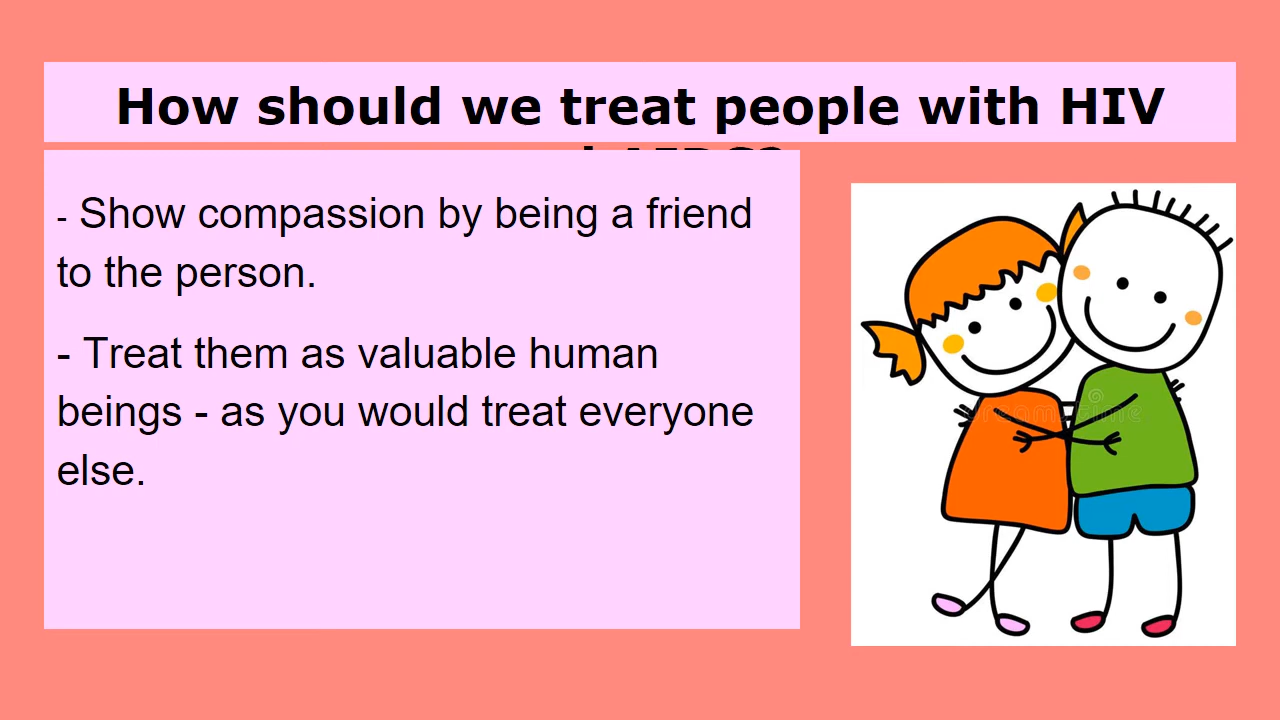 How should we treat people with HIV
- Show compassion by being a friend
to the person.
- Treat them as valuable human
beings - as you would treat everyone
else.
dreamstime